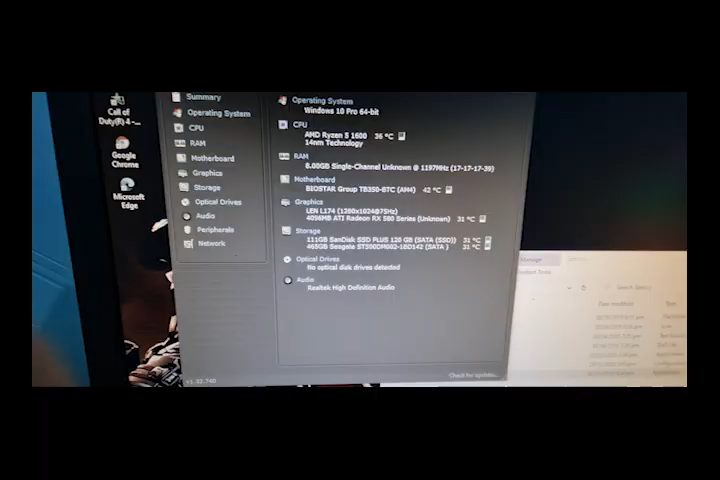 Call of
Duty(R) 4 -...
Google
Chrome
Microsoft
Edge
Summary
Operating System
CPU
RAM
Motherboard
Graphics
Storage
Optical Drives
Audio
Peripherals
Network
v1.32.740
Operating System
Windows 10 Pro 64-bit
CPU
AMD Ryzen 5 1600 36 °C
14nm Technology
RAM
8.00GB Single-Channel Unknown @ 1197MHz (17-17-17-39)
Motherboard
BIOSTAR Group TB350-BTC (AM4) 42 °C
Graphics
LEN L174 (1280x1024@75Hz)
4096MB ATI Radeon RX 580 Series (Unknown) 31 °C
Storage
111GB SanDisk SSD PLUS 120 GB (SATA (SSD)) 31 °C
465GB Seagate ST500DM002-1BD142 (SATA ) 31 °C
Optical Drives
No optical disk drives detected
Audio
Realtek High Definition Audio
Check for updates...
Date modified
Type